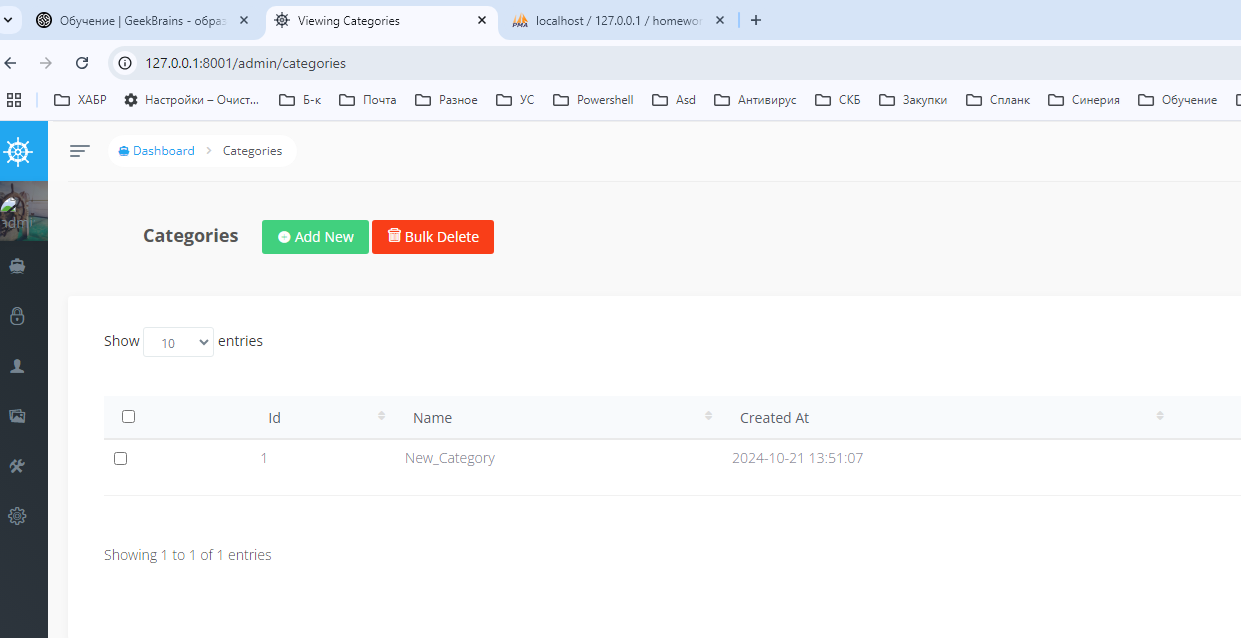 Обучение | GeekBrains - образ
Viewing Categories
localhost / 127.0.0.1 / homewor
127.0.0.1:8001/admin/categories
ХАБР
Настройки – Очист...
Б-к
Почта
Разное
УС
Powershell
Asd
Антивирус
СКБ
Закупки
Спланк
Синерия
Обучение
Dashboard > Categories
admi
Categories
Add New
Bulk Delete
Show 10 entries
Id Name Created At
1 New_Category 2024-10-21 13:51:07
Showing 1 to 1 of 1 entries